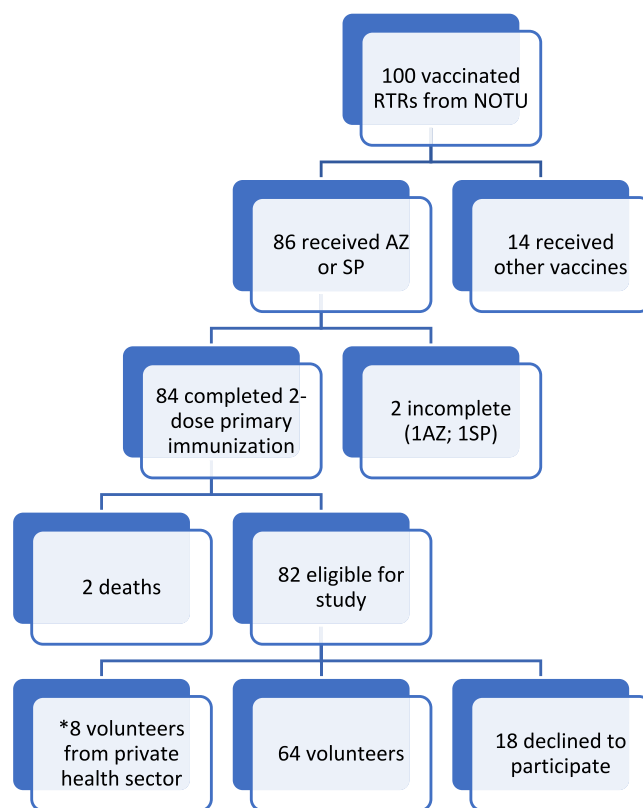 100 vaccinated
RTRs from NOTU
86 received AZ
or SP
14 received
other vaccines
84 completed 2-
dose primary
immunization
2 incomplete
(1AZ; 1SP)
2 deaths
82 eligible for
study
*8 volunteers
from private
health sector
64 volunteers
18 declined to
participate